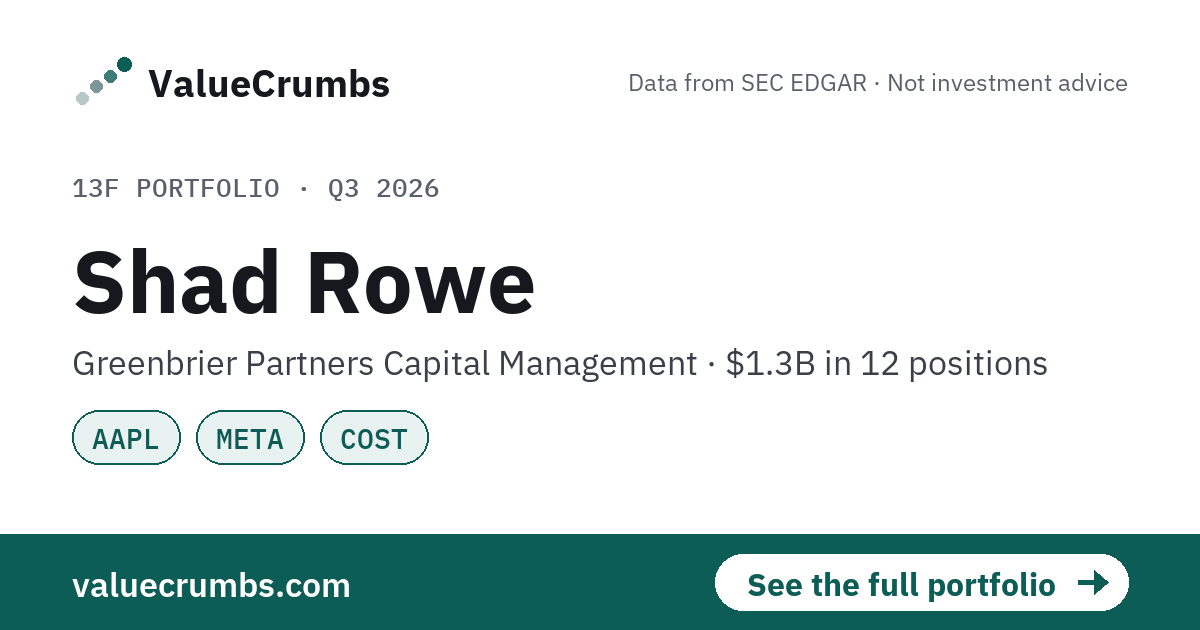 ValueCrumbs
Data from SEC EDGAR · Not investment advice
13F PORTFOLIO · Q3 2026
Shad Rowe
Greenbrier Partners Capital Management · $1.3B in 12 positions
AAPL META COST
valuecrumbs.com
See the full portfolio →